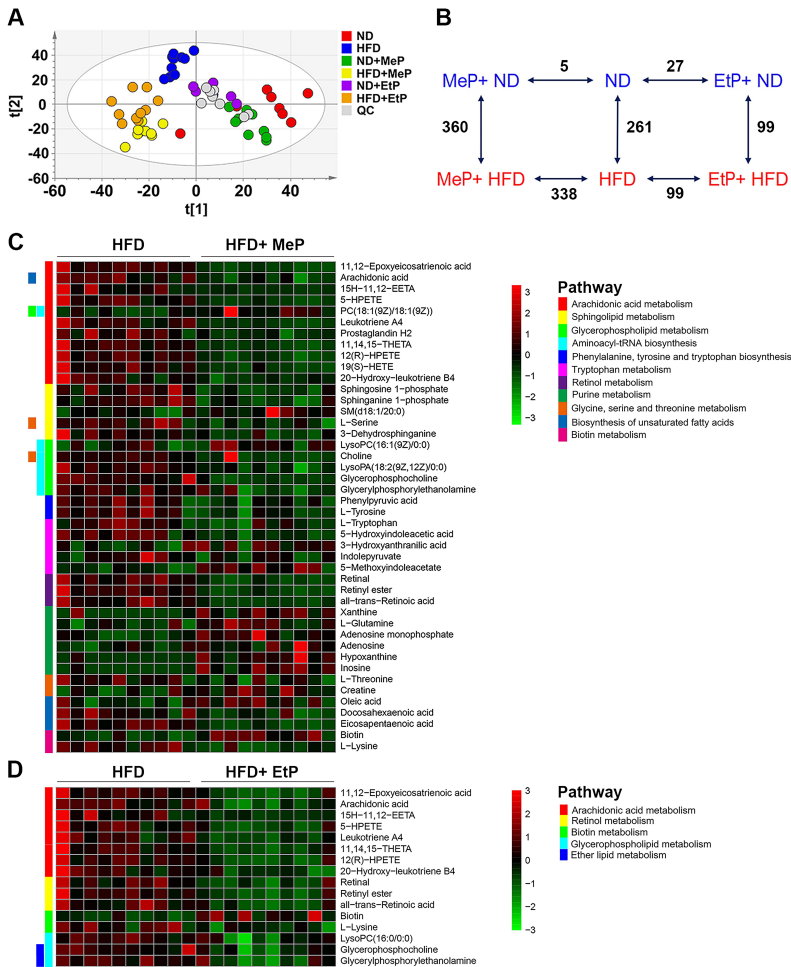 A
t[2]
40
20
0
-20
-40
-60
-60
-40
-20
0
20
40
t[1]
ND
HFD
ND+MeP
HFD+MeP
ND+EtP
HFD+EtP
QC
B
MeP+ ND
5
ND
27
EtP+ ND
360
261
99
MeP+ HFD
338
HFD
99
EtP+ HFD
C
HFD
HFD+ MeP
11,12−Epoxyeicosatrienoic acid
Arachidonic acid
15H−11,12−EETA
5−HPETE
PC(18:1(9Z)/18:1(9Z))
Leukotriene A4
Prostaglandin H2
11,14,15−THETA
12(R)−HPETE
19(S)−HETE
20−Hydroxy−leukotriene B4
Sphingosine 1−phosphate
Sphinganine 1−phosphate
SM(d18:1/20:0)
L−Serine
3−Dehydrosphinganine
LysoPC(16:1(9Z)/0:0)
Choline
LysoPA(18:2(9Z,12Z)/0:0)
Glycerophosphocholine
Glycerylphosphorylethanolamine
Phenylpyruvic acid
L−Tyrosine
L−Tryptophan
5−Hydroxyindoleacetic acid
3−Hydroxyanthranilic acid
Indolepyruvate
5−Methoxyindoleacetate
Retinal
Retinyl ester
all−trans−Retinoic acid
Xanthine
L−Glutamine
Adenosine monophosphate
Adenosine
Hypoxanthine
Inosine
L−Threonine
Creatine
Oleic acid
Docosahexaenoic acid
Eicosapentaenoic acid
Biotin
L−Lysine
3
2
1
0
−1
−2
−3
Pathway
Arachidonic acid metabolism
Sphingolipid metabolism
Glycerophospholipid metabolism
Aminoacyl-tRNA biosynthesis
Phenylalanine, tyrosine and tryptophan biosynthesis
Tryptophan metabolism
Retinol metabolism
Purine metabolism
Glycine, serine and threonine metabolism
Biosynthesis of unsaturated fatty acids
Biotin metabolism
D
HFD
HFD+ EtP
11,12−Epoxyeicosatrienoic acid
Arachidonic acid
15H−11,12−EETA
5−HPETE
Leukotriene A4
11,14,15−THETA
12(R)−HPETE
20−Hydroxy−leukotriene B4
Retinal
Retinyl ester
all−trans−Retinoic acid
Biotin
L−Lysine
LysoPC(16:0/0:0)
Glycerophosphocholine
Glycerylphosphorylethanolamine
3
2
1
0
−1
−2
−3
Pathway
Arachidonic acid metabolism
Retinol metabolism
Biotin metabolism
Glycerophospholipid metabolism
Ether lipid metabolism